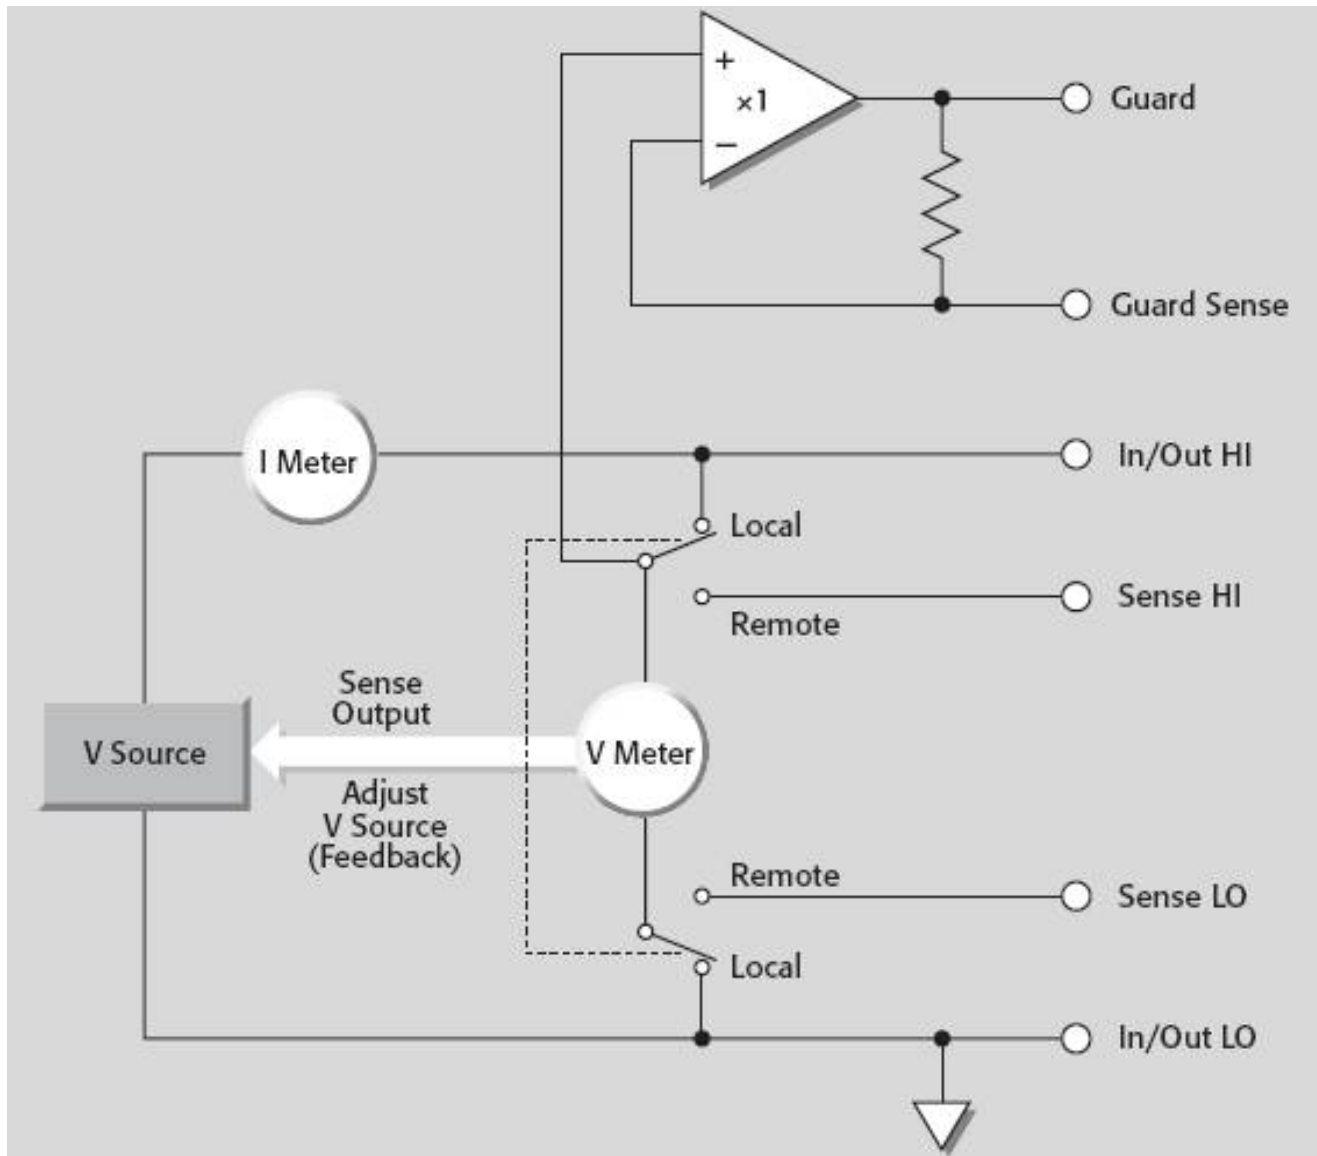 +
×1
−
Guard
Guard Sense
I Meter
In/Out HI
Local
Sense HI
Remote
Sense
Output
V Source
V Meter
Adjust
V Source
(Feedback)
Remote
Sense LO
Local
In/Out LO